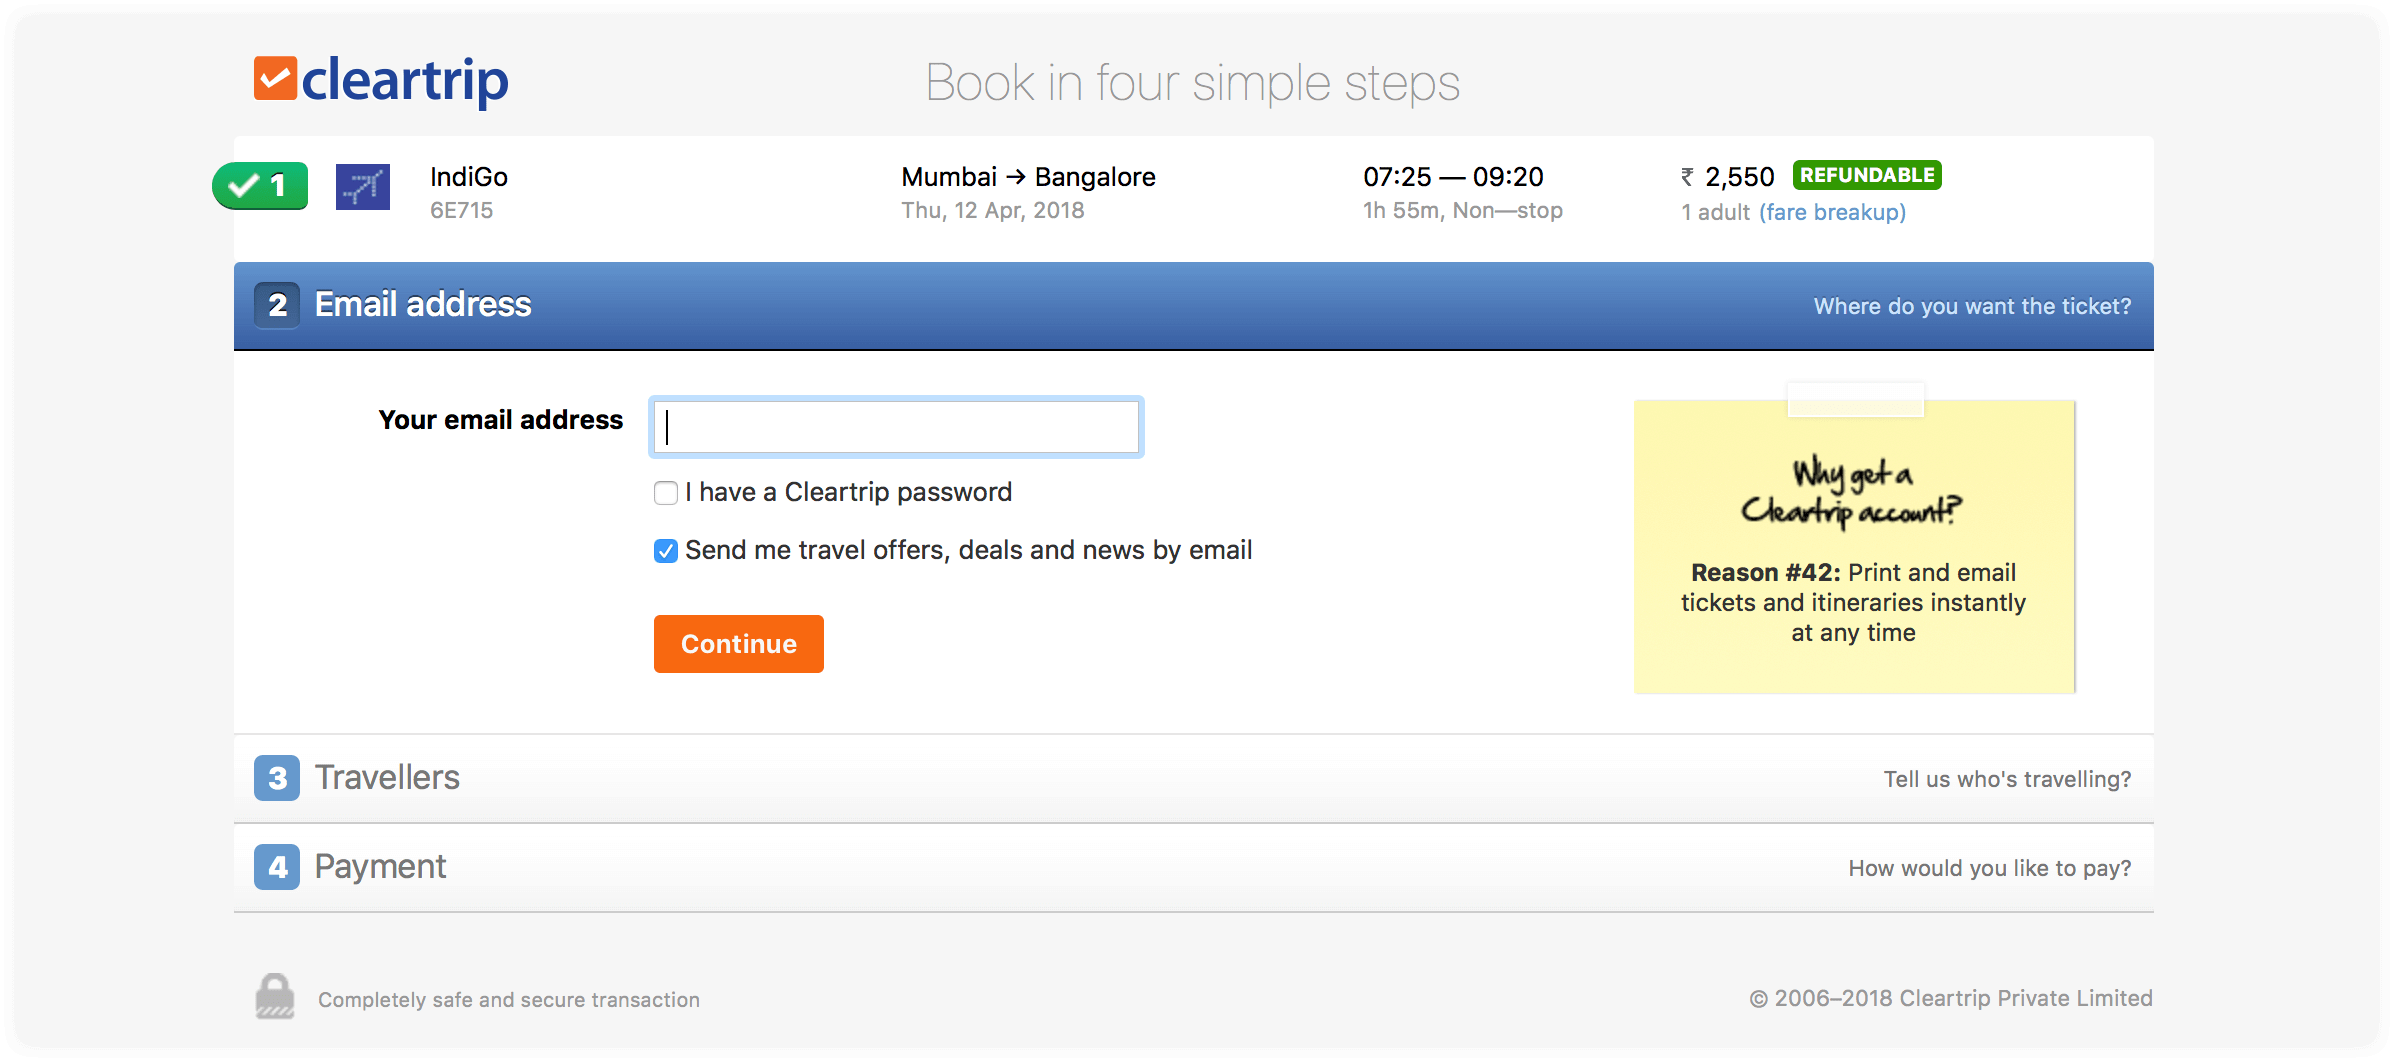 cleartrip
Book in four simple steps
1
IndiGo
6E715
Mumbai → Bangalore
Thu, 12 Apr, 2018
07:25 — 09:20
1h 55m, Non—stop
₹ 2,550 REFUNDABLE
1 adult (fare breakup)
2 Email address
Where do you want the ticket?
Your email address
I have a Cleartrip password
Send me travel offers, deals and news by email
Continue
Why get a
Cleartrip account?
Reason #42: Print and email
tickets and itineraries instantly
at any time
3 Travellers
Tell us who's travelling?
4 Payment
How would you like to pay?
Completely safe and secure transaction
© 2006–2018 Cleartrip Private Limited